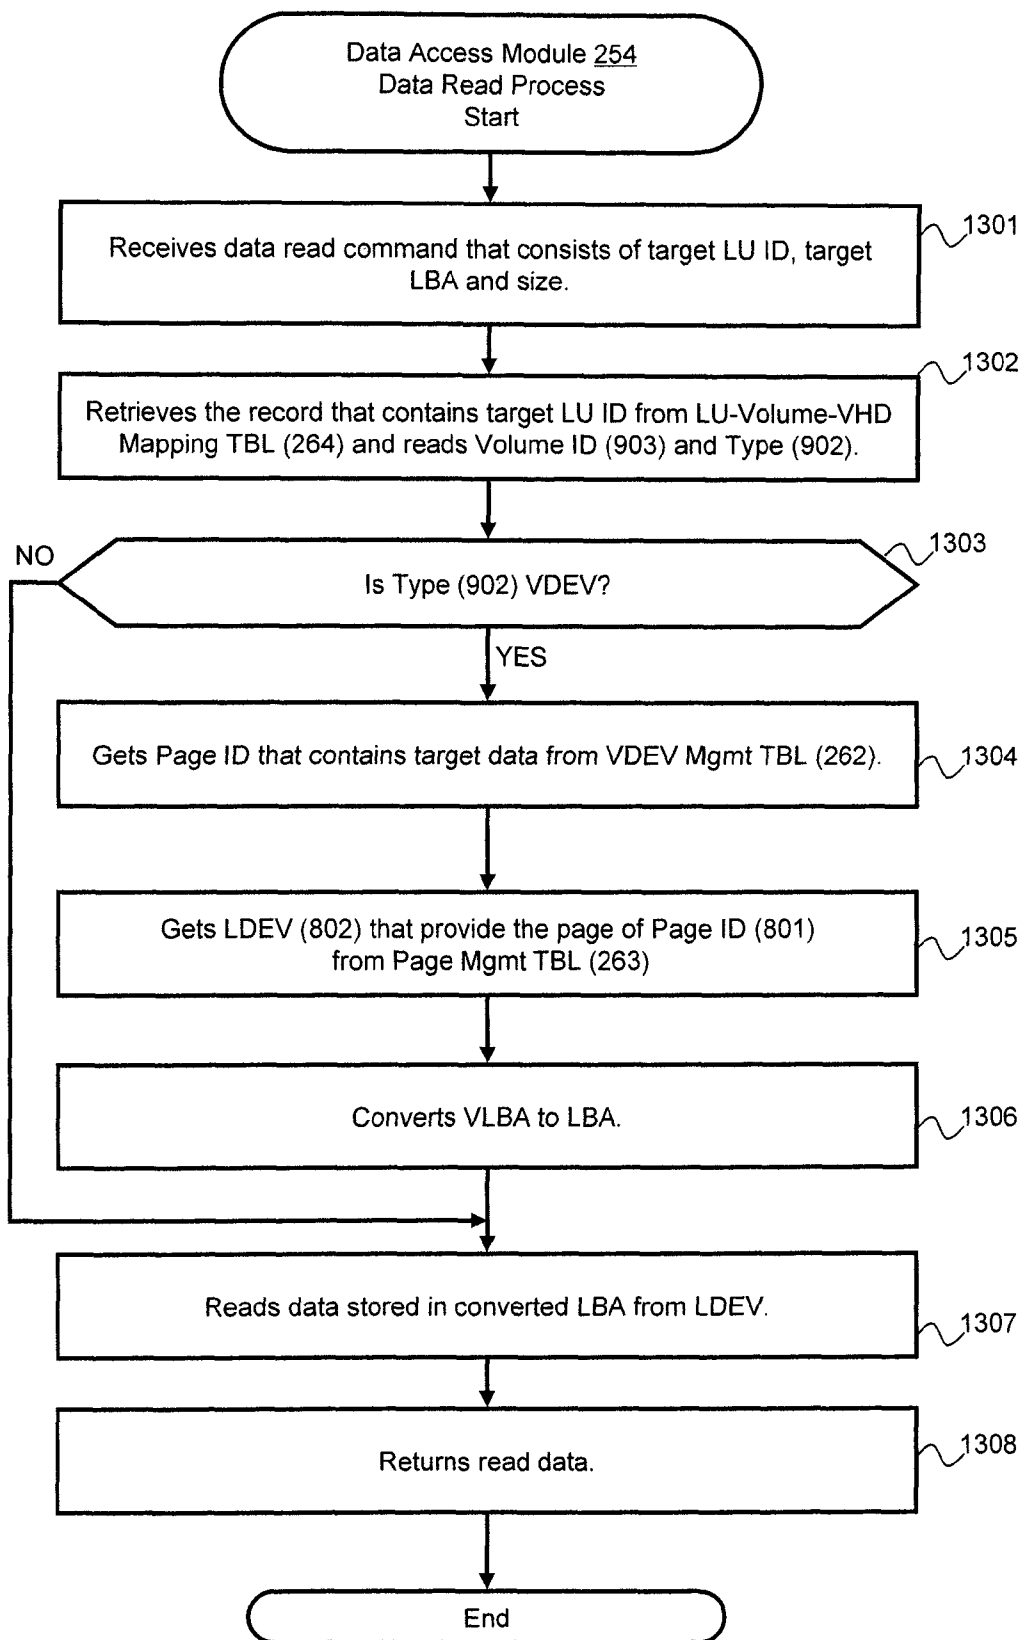 Data Access Module 254
Data Read Process
Start
1301
Receives data read command that consists of target LU ID, target
LBA and size.
1302
Retrieves the record that contains target LU ID from LU-Volume-VHD
Mapping TBL (264) and reads Volume ID (903) and Type (902).
NO
1303
Is Type (902) VDEV?
YES
Gets Page ID that contains target data from VDEV Mgmt TBL (262).
1304
Gets LDEV (802) that provide the page of Page ID (801)
from Page Mgmt TBL (263)
1305
Converts VLBA to LBA.
1306
Reads data stored in converted LBA from LDEV.
1307
Returns read data.
1308
End